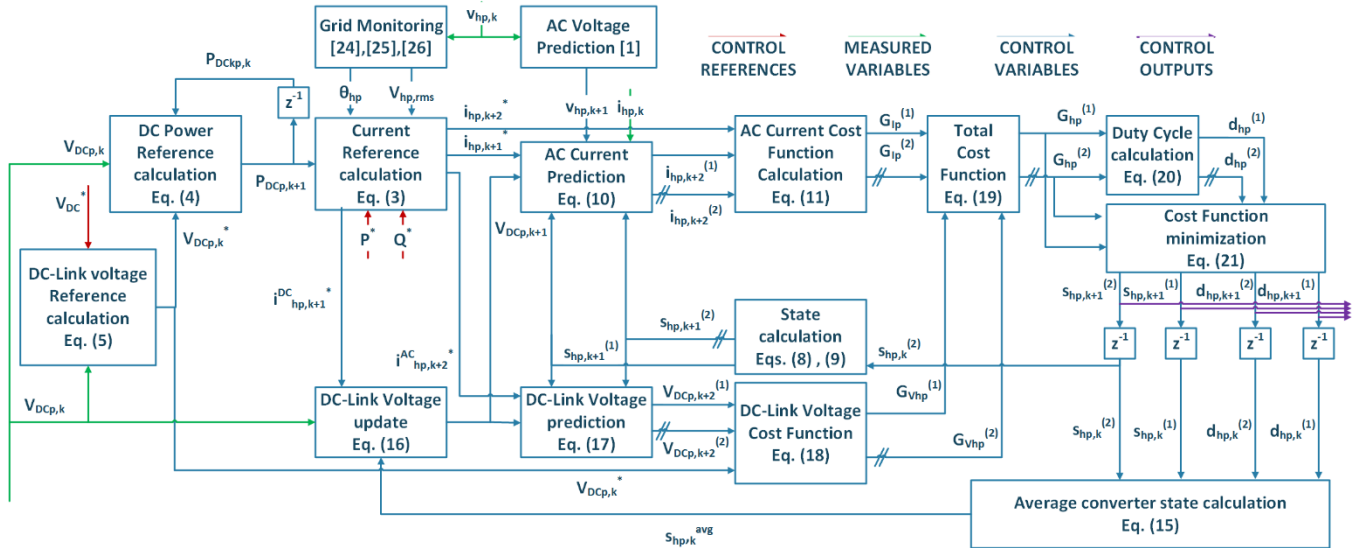 v_hp,k
Grid Monitoring
[24],[25],[26]
AC Voltage
Prediction [1]
CONTROL
REFERENCES
MEASURED
VARIABLES
CONTROL
VARIABLES
CONTROL
OUTPUTS
P_DCkp,k
z^-1
θ_hp
V_hp,rms
v_hp,k+1
i_hp,k
i_hp,k+2^*
i_hp,k+1^*
V_DCp,k
DC Power
Reference
calculation
Eq. (4)
P_DCp,k+1
Current
Reference
calculation
Eq. (3)
AC Current
Prediction
Eq. (10)
i_hp,k+2^(1)
i_hp,k+2^(2)
AC Current Cost
Function
Calculation
Eq. (11)
G_Ip^(1)
G_Ip^(2)
Total
Cost
Function
Eq. (19)
G_hp^(1)
G_hp^(2)
Duty Cycle
calculation
Eq. (20)
d_hp^(1)
d_hp^(2)
V_DC^*
V_DCp,k^*
P^*
Q^*
V_DCp,k+1
Cost Function
minimization
Eq. (21)
DC-Link voltage
Reference
calculation
Eq. (5)
i^DC_hp,k+1^*
i^AC_hp,k+2^*
s_hp,k+1^(2)
s_hp,k+1^(1)
State
calculation
Eqs. (8) , (9)
s_hp,k^(2)
s_hp,k+1^(2)
s_hp,k+1^(1)
d_hp,k+1^(2)
d_hp,k+1^(1)
z^-1
z^-1
z^-1
z^-1
V_DCp,k
DC-Link Voltage
update
Eq. (16)
DC-Link Voltage
prediction
Eq. (17)
V_DCp,k+2^(1)
V_DCp,k+2^(2)
DC-Link Voltage
Cost Function
Eq. (18)
G_Vhp^(1)
G_Vhp^(2)
s_hp,k^(2)
s_hp,k^(1)
d_hp,k^(2)
d_hp,k^(1)
V_DCp,k^*
Average converter state calculation
Eq. (15)
s_hp,k^avg